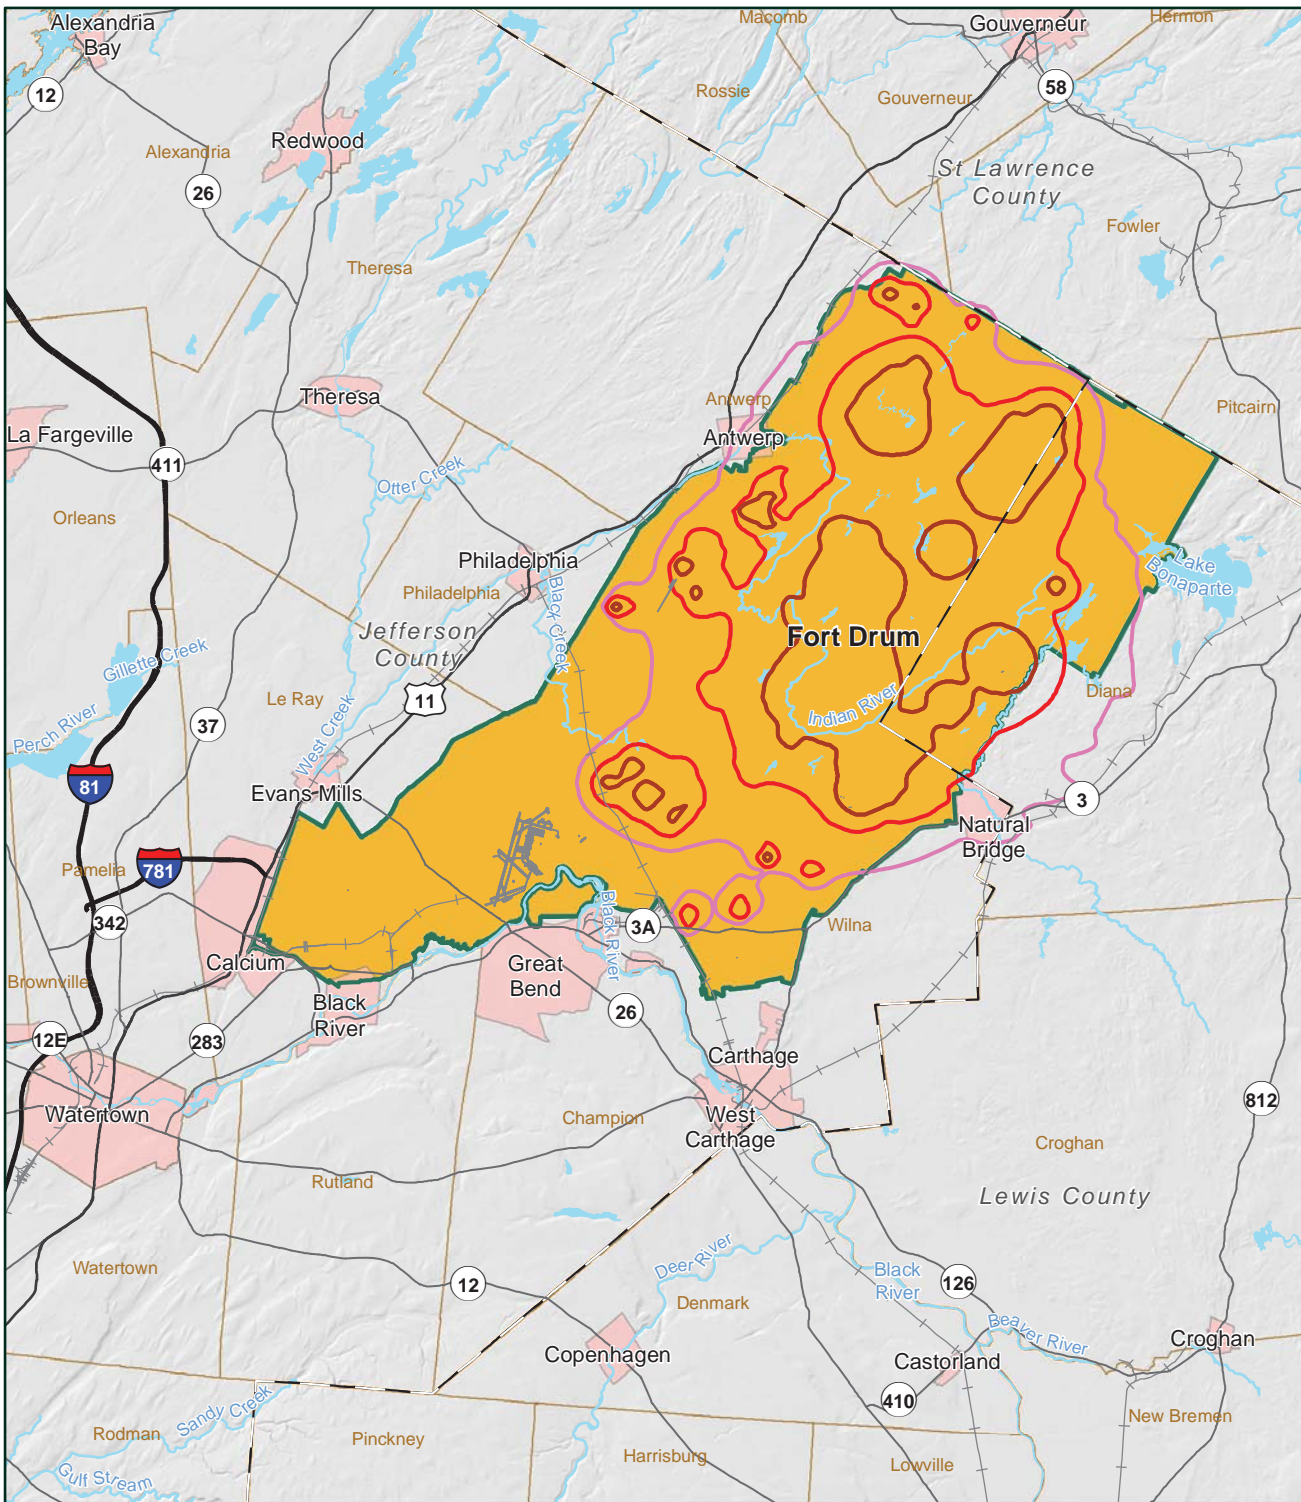 Alexandria
Bay
Macomb
Gouverneur
Hermon
12
Rossie
Gouverneur
58
Redwood
Alexandria
26
St Lawrence
County
Fowler
Theresa
Theresa
Antwerp
Antwerp
Pitcairn
La Fargeville
411
Otter Creek
Orleans
Philadelphia
Philadelphia
Black Creek
Lake
Bonaparte
Jefferson
County
Fort Drum
Gillette Creek
Le Ray
11
Diana
Perch River
37
West Creek
Indian River
81
Evans Mills
3
Natural
Bridge
Pamelia
781
342
Black River
3A
Wilna
Calcium
Great
Bend
Brownville
Black
River
26
12E
283
Carthage
Watertown
Champion
West
Carthage
812
Croghan
Rutland
Lewis County
Watertown
Deer River
Black
River
12
126
Denmark
Beaver River
Copenhagen
Castorland
Croghan
410
Sandy Creek
New Bremen
Rodman
Pinckney
Harrisburg
Lowville
Gulf Stream